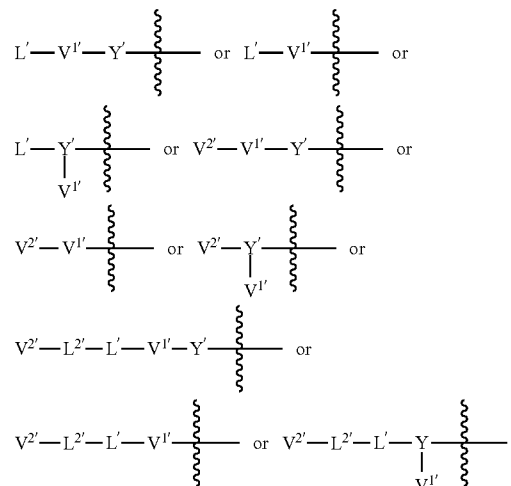 L′—V¹′—Y′— or L′—V¹′— or
L′—Y′— or V²′—V¹′—Y′— or
V¹′
V²′—V¹′— or V²′—Y′— or
V¹′
V²′—L²′—L′—V¹′—Y′— or
V²′—L²′—L′—V¹′— or V²′—L²′—L′—Y—
V¹′